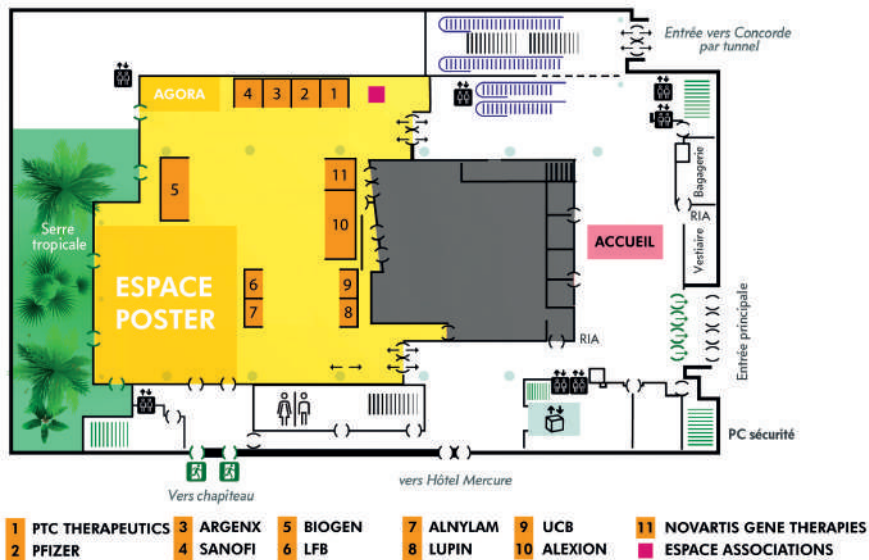 Entrée vers Concorde
par tunnel
AGORA
4 3 2 1
Bagagerie
5
11
10
RIA
Serre
tropicale
ACCUEIL
Vestiaire
ESPACE
POSTER
6
9
7
8
RIA
Entrée principale
PC sécurité
vers Hôtel Mercure
Vers chapiteau
1 PTC THERAPEUTICS 3 ARGENX 5 BIOGEN 7 ALNYLAM 9 UCB 11 NOVARTIS GENE THERAPIES
2 PFIZER 4 SANOFI 6 LFB 8 LUPIN 10 ALEXION ESPACE ASSOCIATIONS